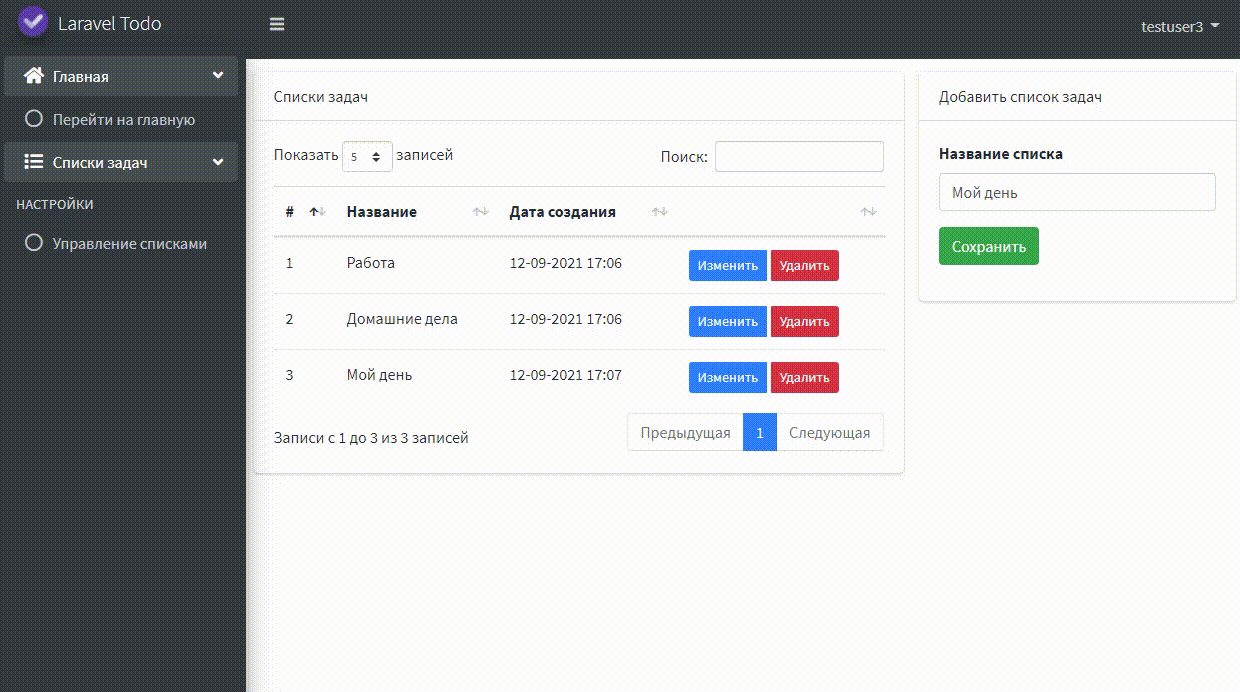 Laravel Todo
testuser3
Главная
Перейти на главную
Списки задач
НАСТРОЙКИ
Управление списками
Списки задач
Показать 5 записей
Поиск:
# Название Дата создания
1 Работа 12-09-2021 17:06 Изменить Удалить
2 Домашние дела 12-09-2021 17:06 Изменить Удалить
3 Мой день 12-09-2021 17:07 Изменить Удалить
Записи с 1 до 3 из 3 записей
Предыдущая 1 Следующая
Добавить список задач
Название списка
Мой день
Сохранить